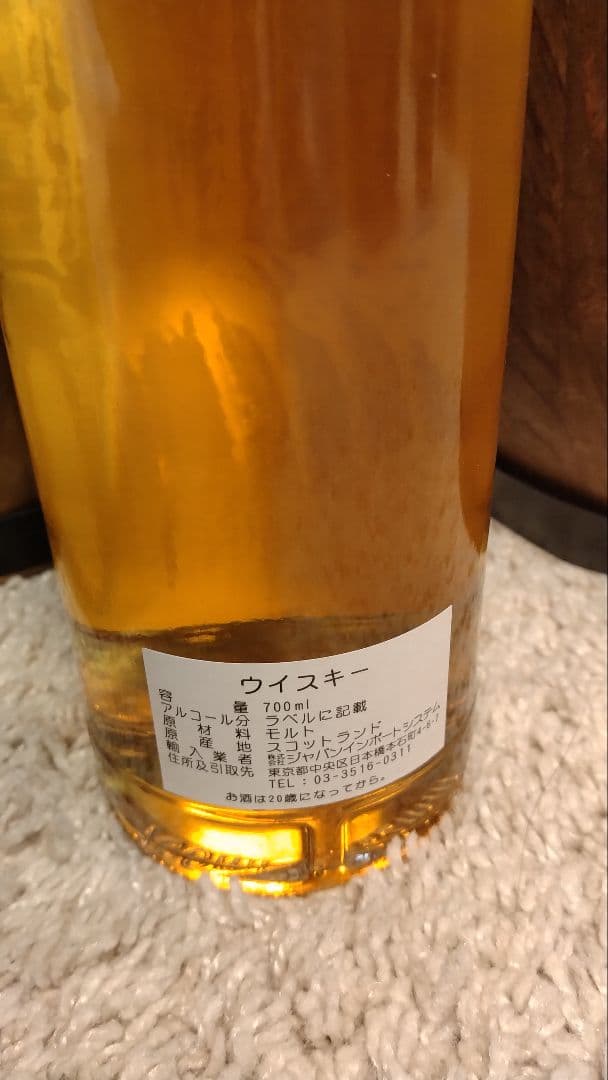 ウイスキー
容量 700ml
アルコール分 ラベルに記載
原材料 モルト
原産地 スコットランド
輸入業者 株式会社ジャパンインポートシステム
住所及引取先 東京都中央区日本橋本石町4-6-7
TEL：03-3516-0311
お酒は20歳になってから。